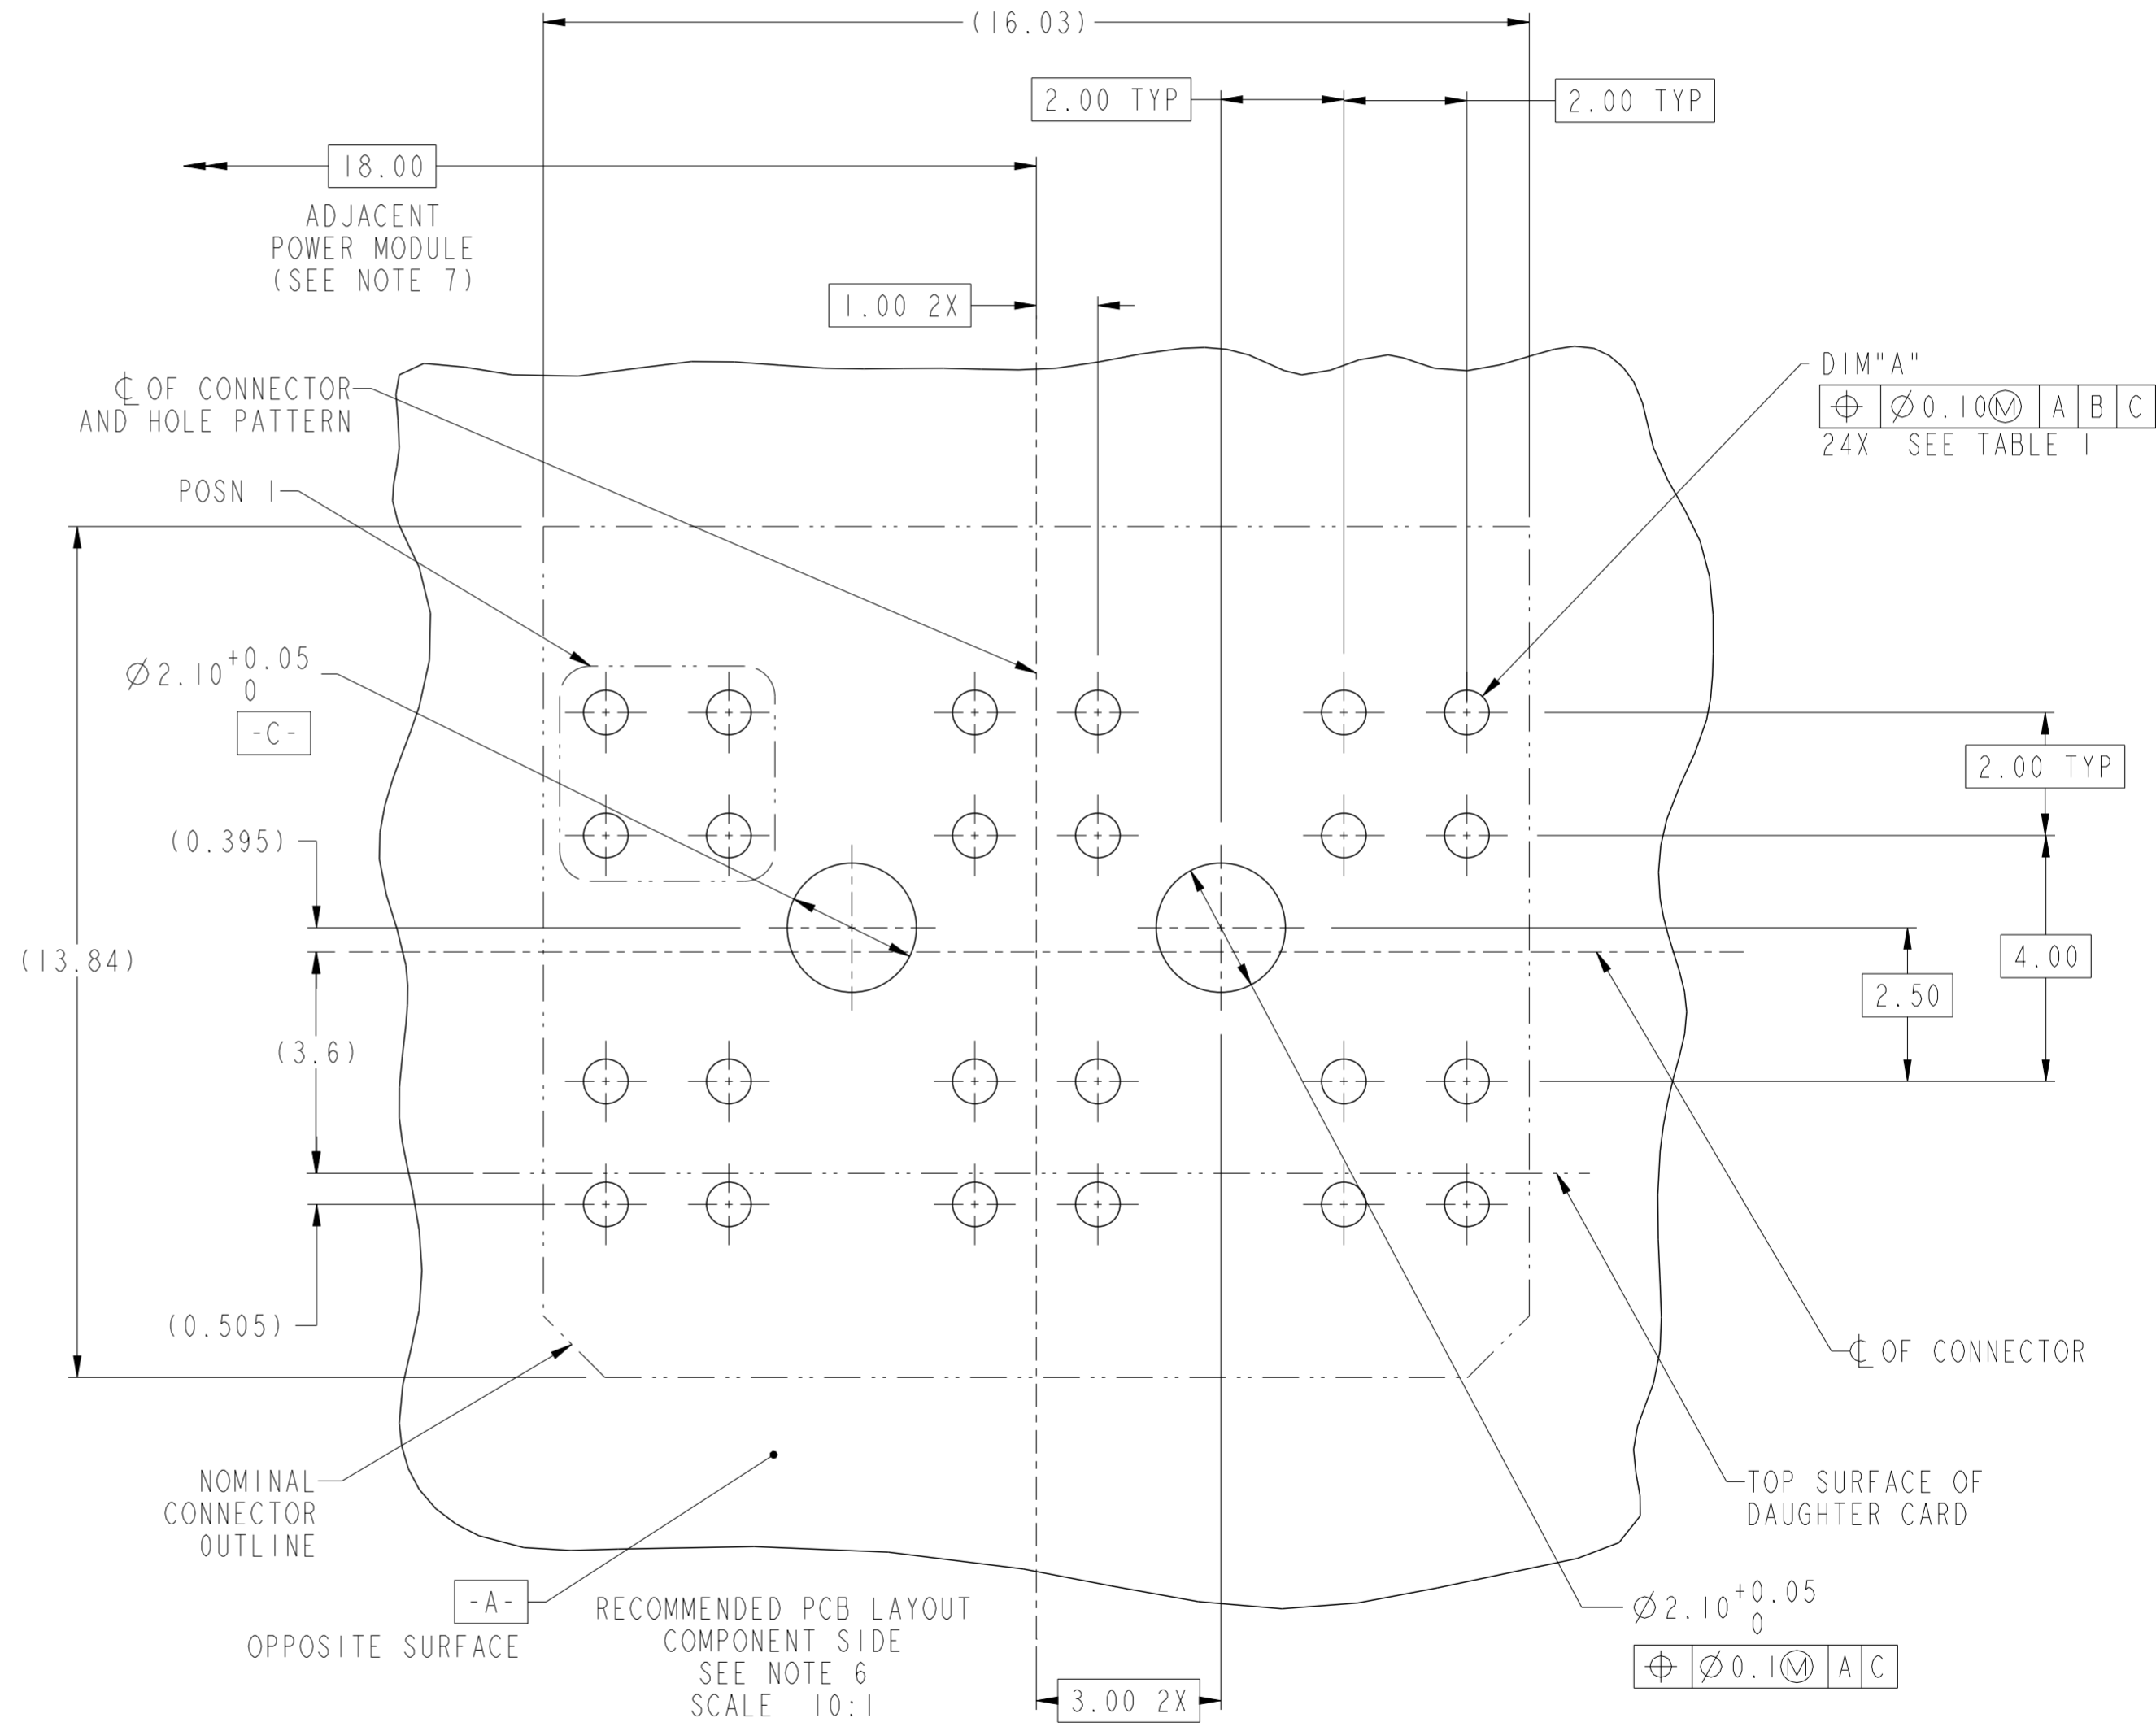 (16.03)
2.00 TYP
2.00 TYP
18.00
ADJACENT
POWER MODULE
(SEE NOTE 7)
1.00 2X
℄ OF CONNECTOR
AND HOLE PATTERN
DIM"A"
⌖ ∅0.10Ⓜ A B C
24X SEE TABLE 1
POSN 1
∅2.10 +0.05
0
-C-
2.00 TYP
(0.395)
(13.84)
4.00
2.50
(3.6)
(0.505)
℄ OF CONNECTOR
NOMINAL
CONNECTOR
OUTLINE
TOP SURFACE OF
DAUGHTER CARD
-A-
OPPOSITE SURFACE
RECOMMENDED PCB LAYOUT
COMPONENT SIDE
SEE NOTE 6
SCALE 10:1
∅2.10 +0.05
0
⌖ ∅0.1Ⓜ A C
3.00 2X